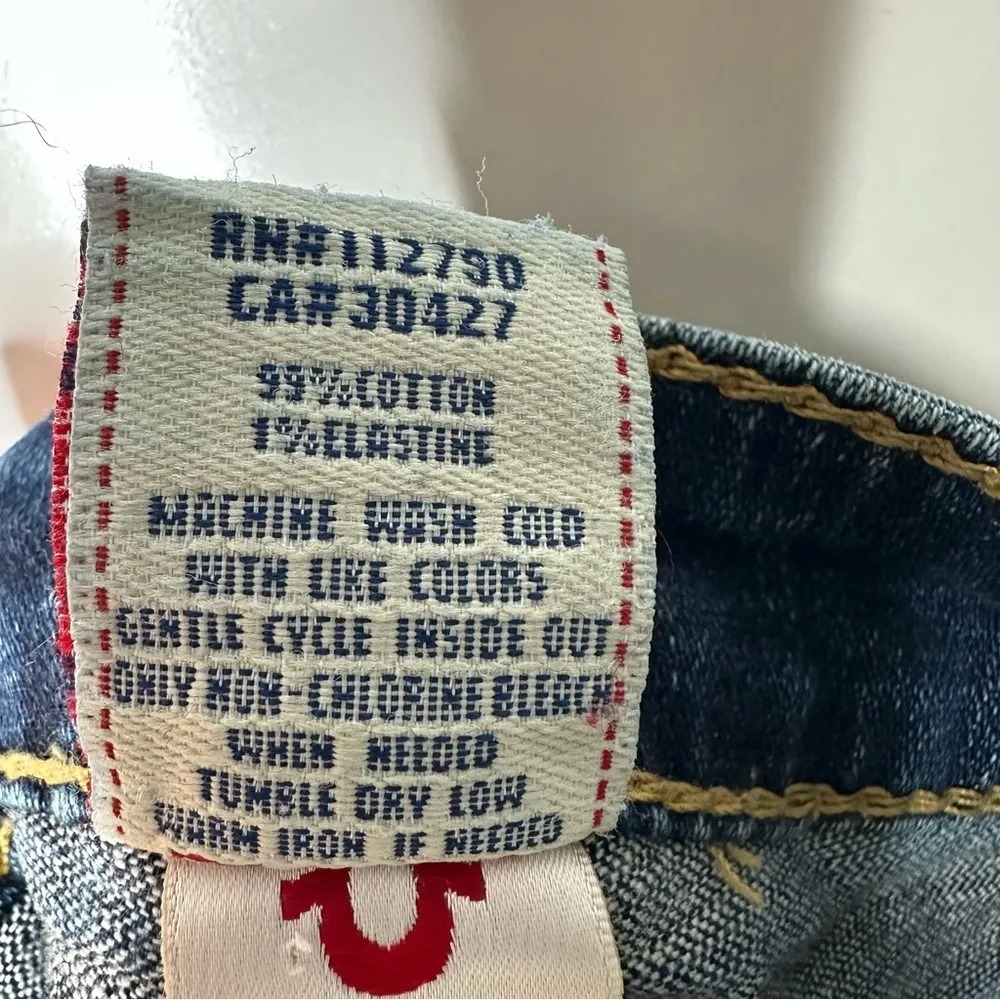 RN#112790
CA#30427
99%COTTON
1%ELASTINE
MACHINE WASH COLD
WITH LIKE COLORS
GENTLE CYCLE INSIDE OUT
ONLY NON-CHLORINE BLEACH
WHEN NEEDED
TUMBLE DRY LOW
WARM IRON IF NEEDED